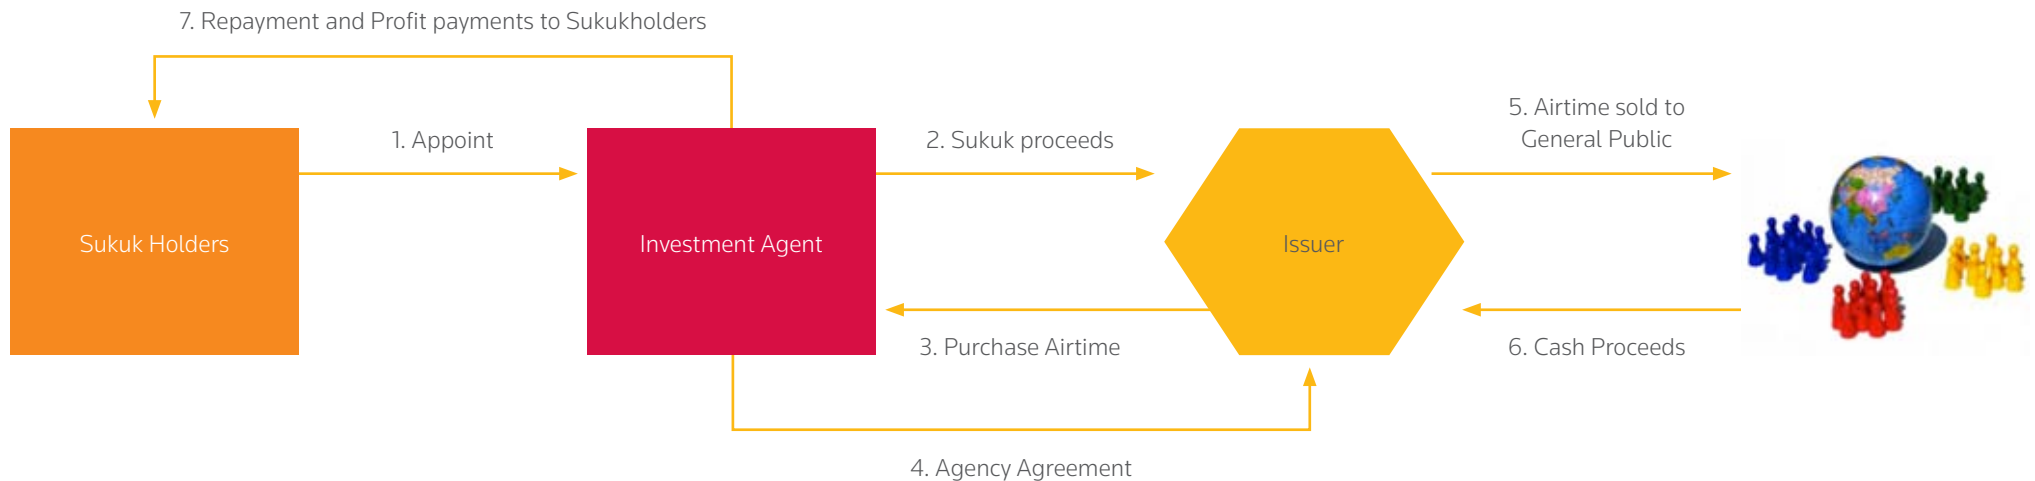 7. Repayment and Profit payments to Sukukholders
1. Appoint
2. Sukuk proceeds
5. Airtime sold to
General Public
Sukuk Holders
Investment Agent
Issuer
3. Purchase Airtime
6. Cash Proceeds
4. Agency Agreement